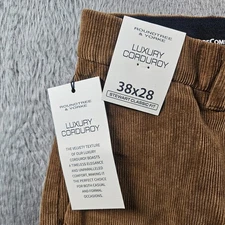 ROUNDTREE
& YORKE
LUXURY
CORDUROY
38x28
STEWART CLASSIC FIT
ROUNDTREE
& YORKE
LUXURY
CORDUROY
THE VELVETY TEXTURE
OF OUR LUXURY
CORDUROY BOASTS
A TIMELESS ELEGANCE
AND UNPARALLELED
COMFORT, MAKING IT
THE PERFECT CHOICE
FOR BOTH CASUAL
AND FORMAL
OCCASIONS.